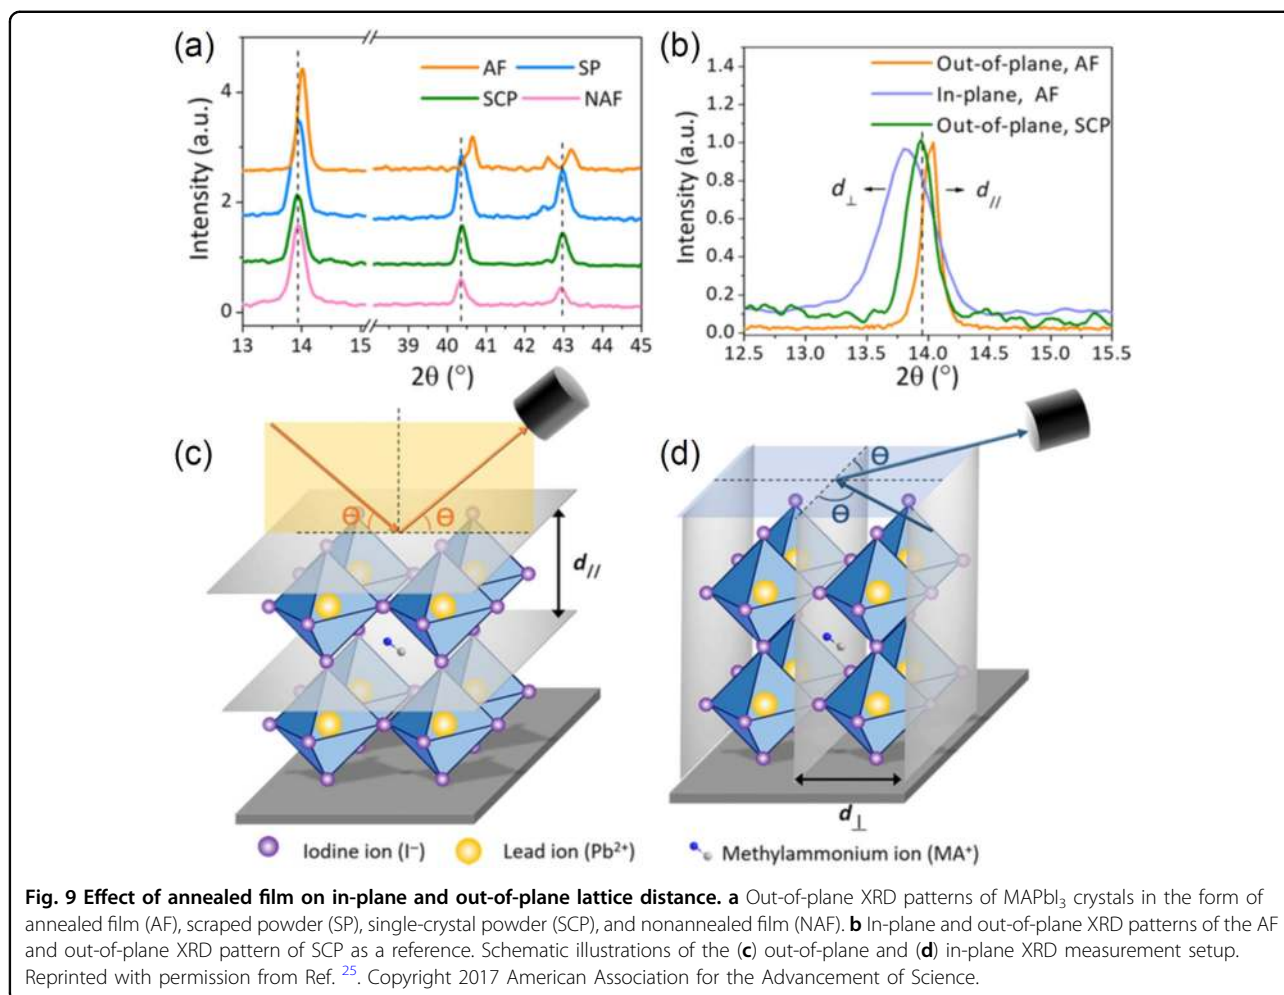 (a)
AF
SP
SCP
NAF
Intensity (a.u.)
4
2
0
13 14 15 39 40 41 42 43 44 45
2θ (°)
(b)
Out-of-plane, AF
In-plane, AF
Out-of-plane, SCP
d⊥
d//
Intensity (a.u.)
1.4
1.2
1.0
0.8
0.6
0.4
0.2
0.0
12.5 13.0 13.5 14.0 14.5 15.0 15.5
2θ (°)
(c)
Θ Θ
d//
(d)
Θ
Θ
d⊥
Iodine ion (I⁻) Lead ion (Pb²⁺) Methylammonium ion (MA⁺)
Fig. 9 Effect of annealed film on in-plane and out-of-plane lattice distance. a Out-of-plane XRD patterns of MAPbI₃ crystals in the form of
annealed film (AF), scraped powder (SP), single-crystal powder (SCP), and nonannealed film (NAF). b In-plane and out-of-plane XRD patterns of the AF
and out-of-plane XRD pattern of SCP as a reference. Schematic illustrations of the (c) out-of-plane and (d) in-plane XRD measurement setup.
Reprinted with permission from Ref. ²⁵. Copyright 2017 American Association for the Advancement of Science.